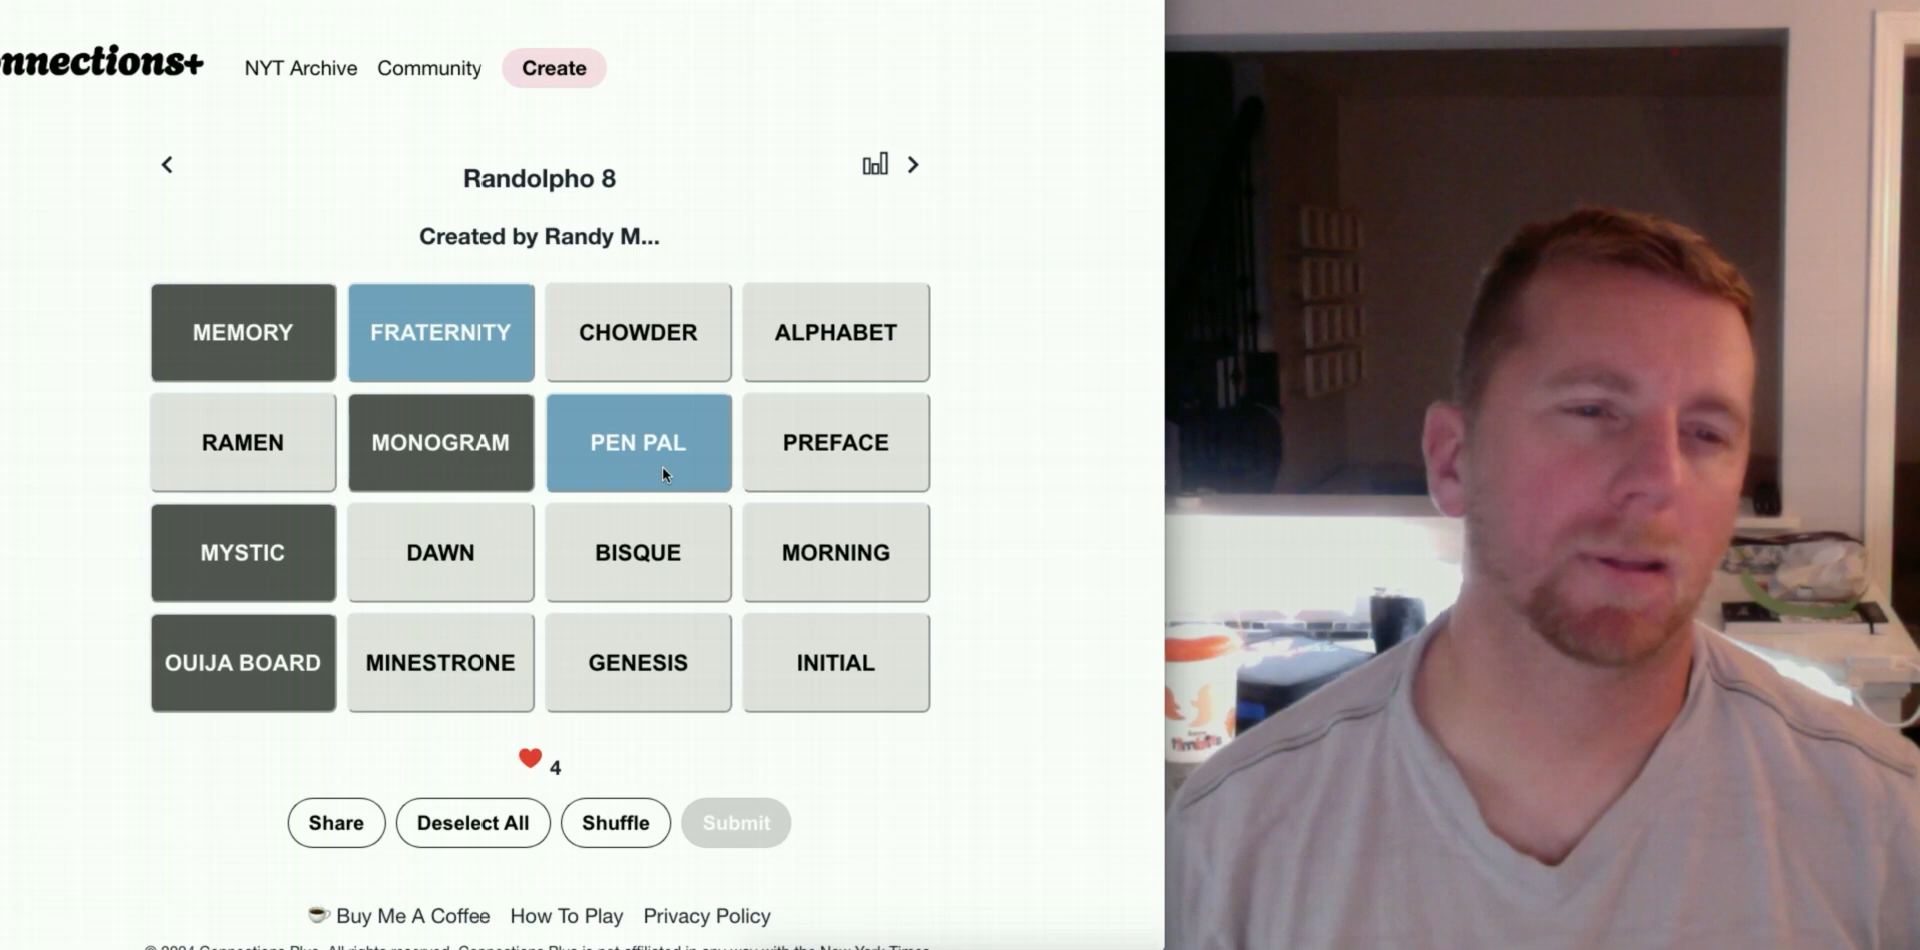 nnections+
NYT Archive Community Create
Randolpho 8
Created by Randy M...
MEMORY FRATERNITY CHOWDER ALPHABET
RAMEN MONOGRAM PEN PAL PREFACE
MYSTIC DAWN BISQUE MORNING
OUIJA BOARD MINESTRONE GENESIS INITIAL
4
Share Deselect All Shuffle Submit
Buy Me A Coffee How To Play Privacy Policy
timbits